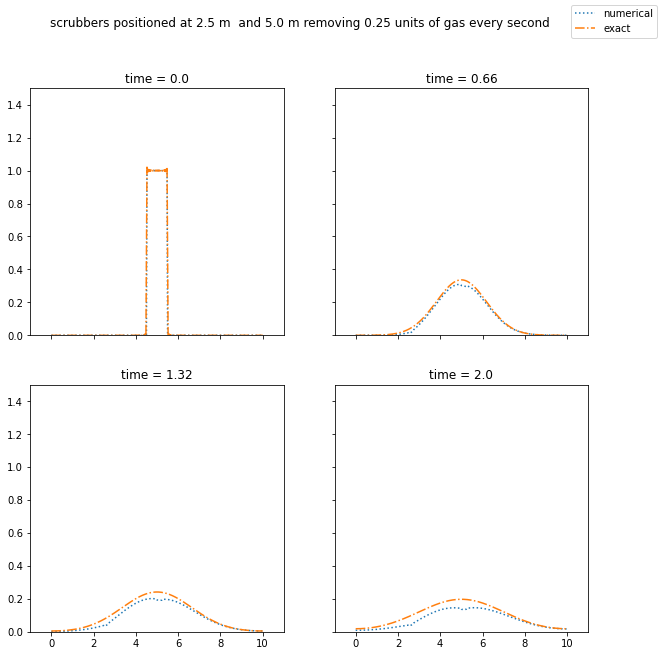 scrubbers positioned at 2.5 m  and 5.0 m removing 0.25 units of gas every second
numerical
exact
time = 0.0
1.4
1.2
1.0
0.8
0.6
0.4
0.2
0.0
time = 0.66
time = 1.32
1.4
1.2
1.0
0.8
0.6
0.4
0.2
0.0
0 2 4 6 8 10
time = 2.0
0 2 4 6 8 10